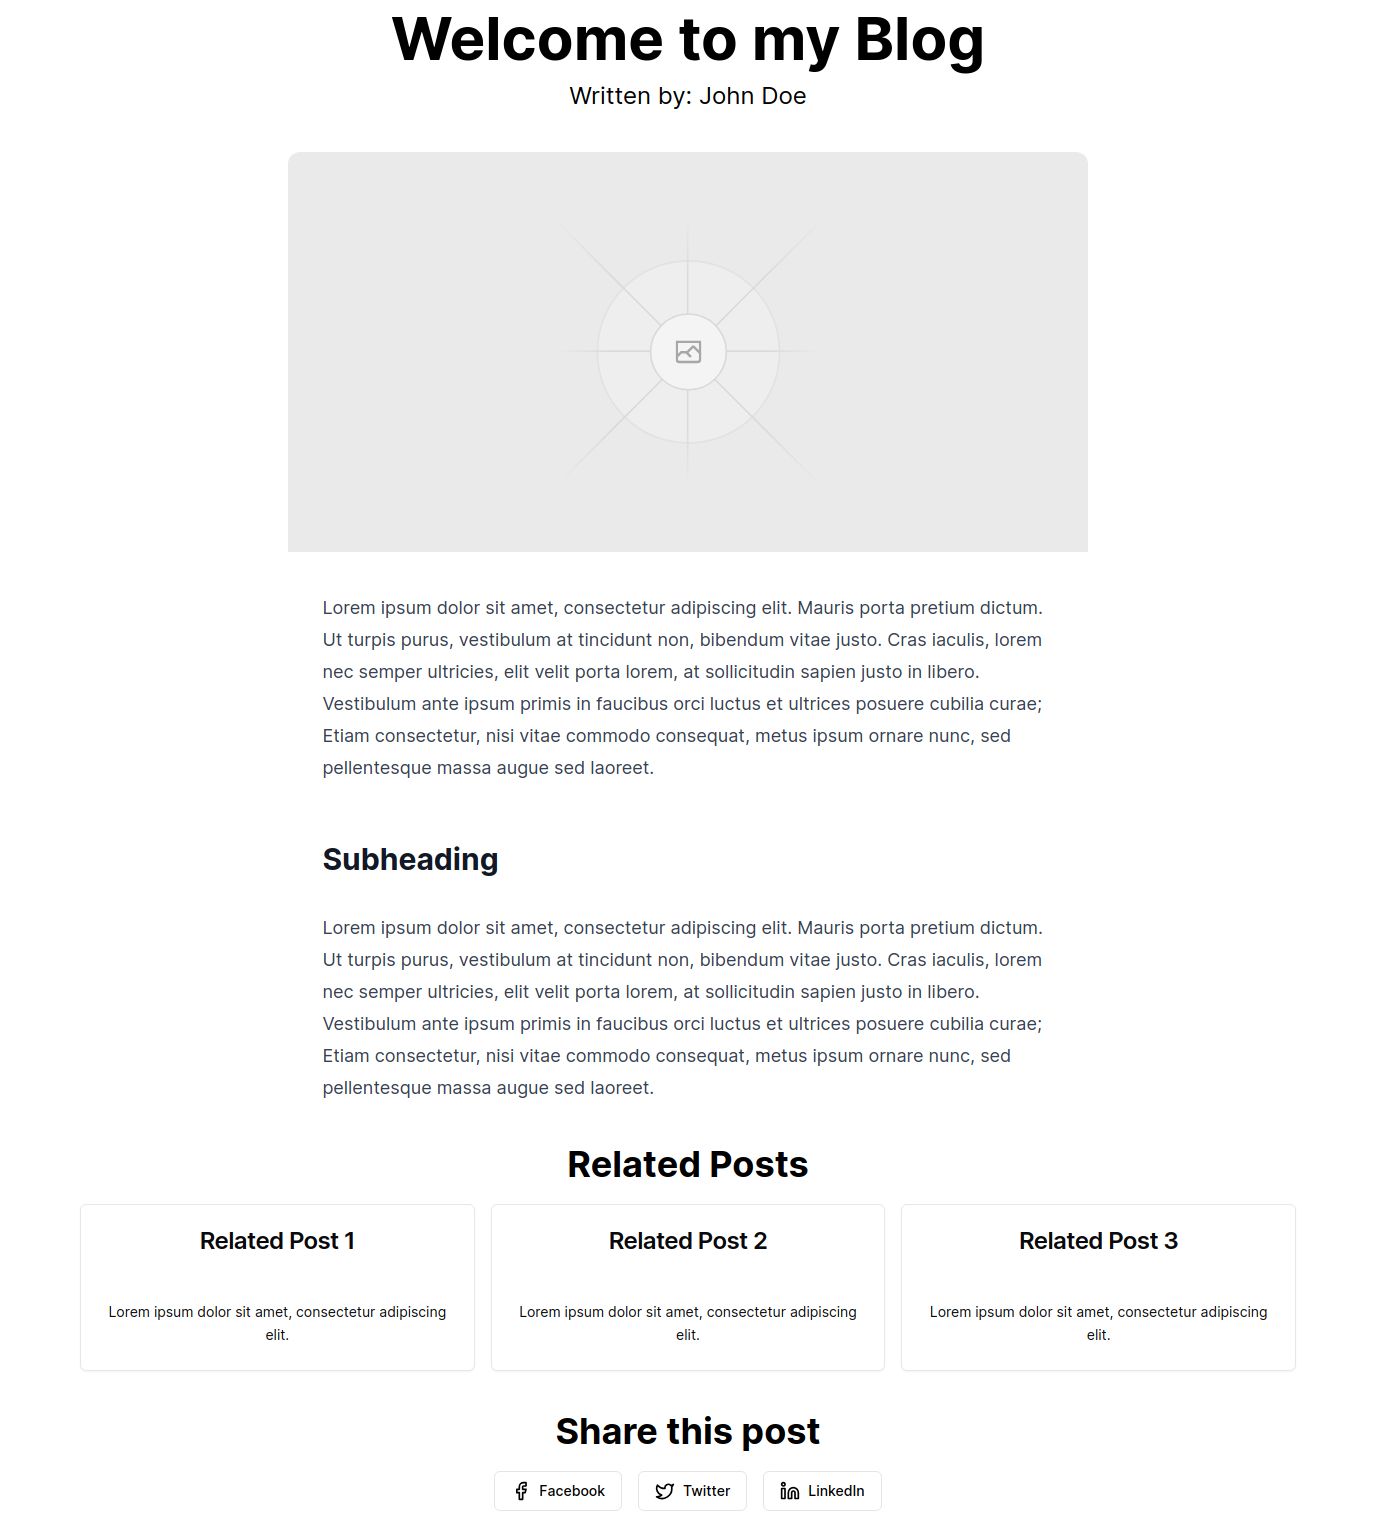 Welcome to my Blog
Written by: John Doe
Lorem ipsum dolor sit amet, consectetur adipiscing elit. Mauris porta pretium dictum.
Ut turpis purus, vestibulum at tincidunt non, bibendum vitae justo. Cras iaculis, lorem
nec semper ultricies, elit velit porta lorem, at sollicitudin sapien justo in libero.
Vestibulum ante ipsum primis in faucibus orci luctus et ultrices posuere cubilia curae;
Etiam consectetur, nisi vitae commodo consequat, metus ipsum ornare nunc, sed
pellentesque massa augue sed laoreet.
Subheading
Lorem ipsum dolor sit amet, consectetur adipiscing elit. Mauris porta pretium dictum.
Ut turpis purus, vestibulum at tincidunt non, bibendum vitae justo. Cras iaculis, lorem
nec semper ultricies, elit velit porta lorem, at sollicitudin sapien justo in libero.
Vestibulum ante ipsum primis in faucibus orci luctus et ultrices posuere cubilia curae;
Etiam consectetur, nisi vitae commodo consequat, metus ipsum ornare nunc, sed
pellentesque massa augue sed laoreet.
Related Posts
Related Post 1
Lorem ipsum dolor sit amet, consectetur adipiscing
elit.
Related Post 2
Lorem ipsum dolor sit amet, consectetur adipiscing
elit.
Related Post 3
Lorem ipsum dolor sit amet, consectetur adipiscing
elit.
Share this post
Facebook
Twitter
LinkedIn